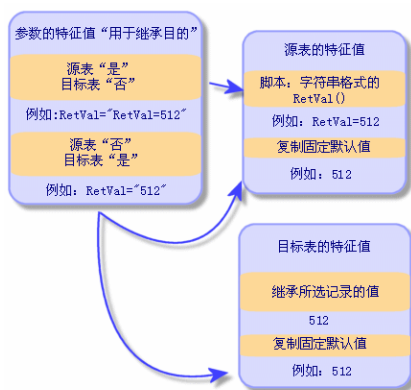 参数的特征值“用于继承目的”
源表“是”
目标表“否”
例如:RetVal="RetVal=512"
源表“否”
目标表“是”
例如: RetVal="512"
源表的特征值
脚本：字符串格式的
RetVal()
例如：RetVal=512
复制固定默认值
例如：512
目标表的特征值
继承所选记录的值
512
复制固定默认值
例如：512